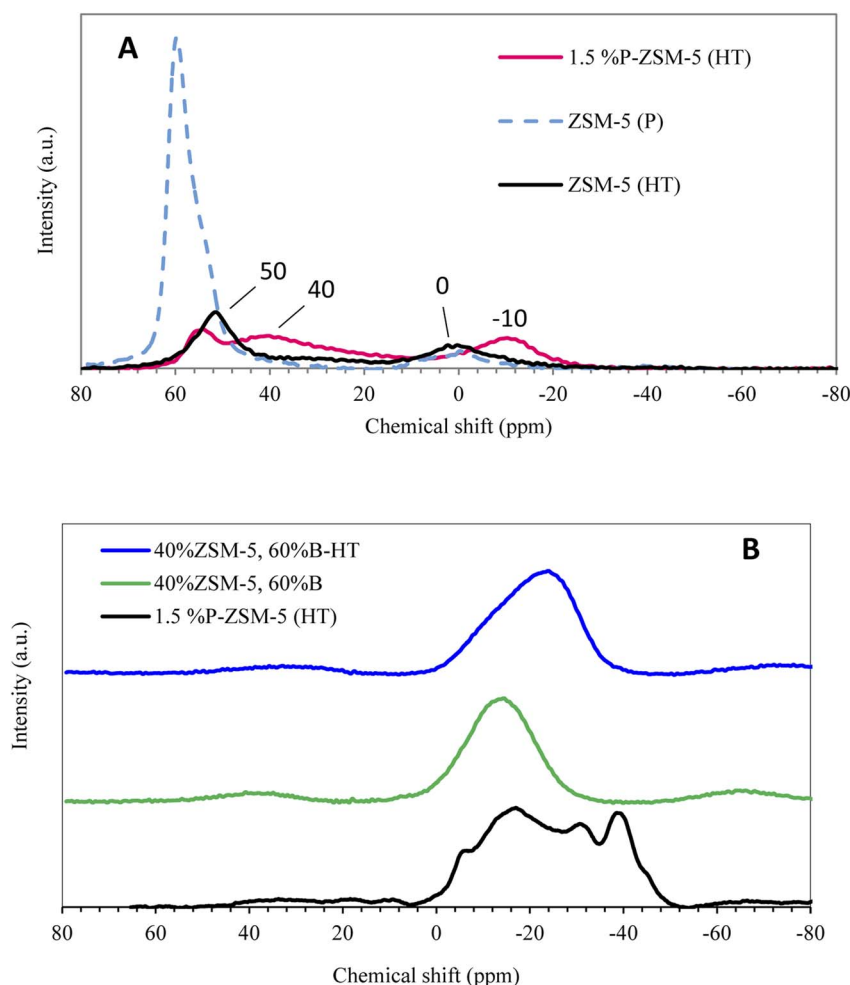 A
1.5 %P-ZSM-5 (HT)
ZSM-5 (P)
ZSM-5 (HT)
50
40
0
-10
Intensity (a.u.)
80 60 40 20 0 -20 -40 -60 -80
Chemical shift (ppm)
B
40%ZSM-5, 60%B-HT
40%ZSM-5, 60%B
1.5 %P-ZSM-5 (HT)
Intensity (a.u.)
80 60 40 20 0 -20 -40 -60 -80
Chemical shift (ppm)